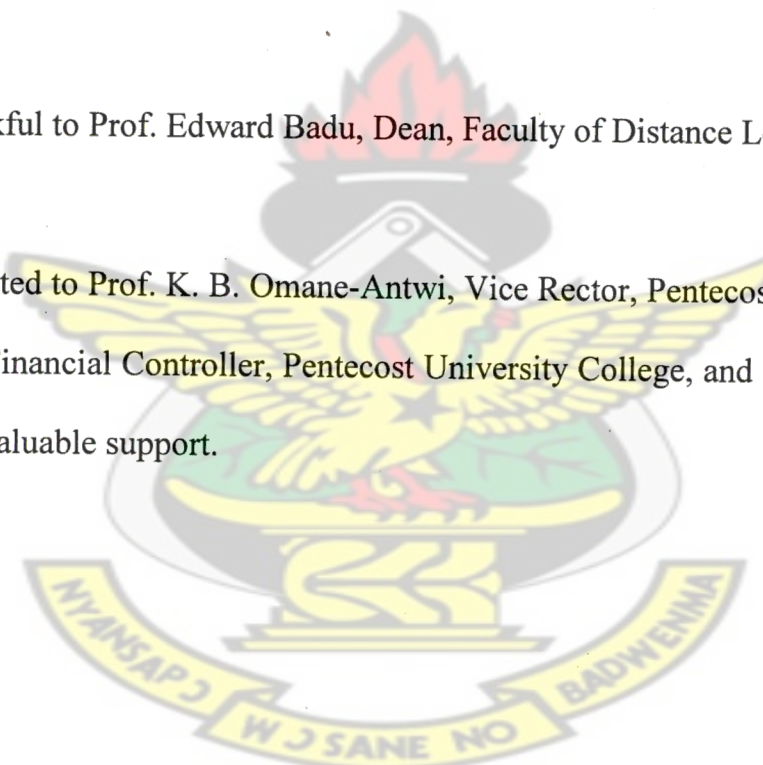 kful to Prof. Edward Badu, Dean, Faculty of Distance L
ted to Prof. K. B. Omane-Antwi, Vice Rector, Pentecos
inancial Controller, Pentecost University College, and
aluable support.
NYANSAPƆ WƆSANE NO BADWENMA